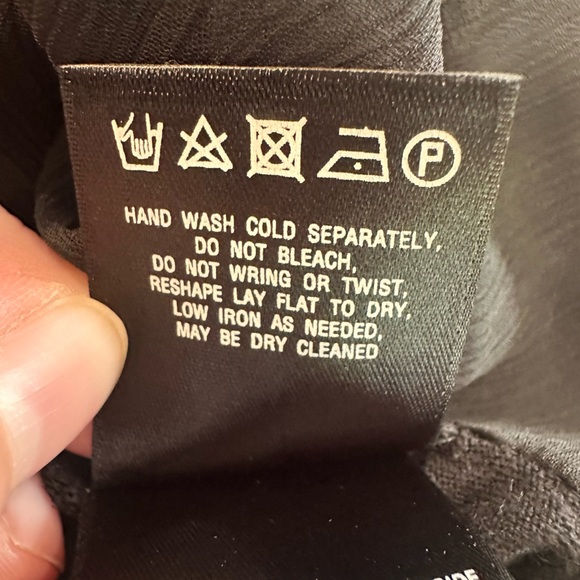 P
HAND WASH COLD SEPARATELY,
DO NOT BLEACH,
DO NOT WRING OR TWIST,
RESHAPE LAY FLAT TO DRY,
LOW IRON AS NEEDED,
MAY BE DRY CLEANED